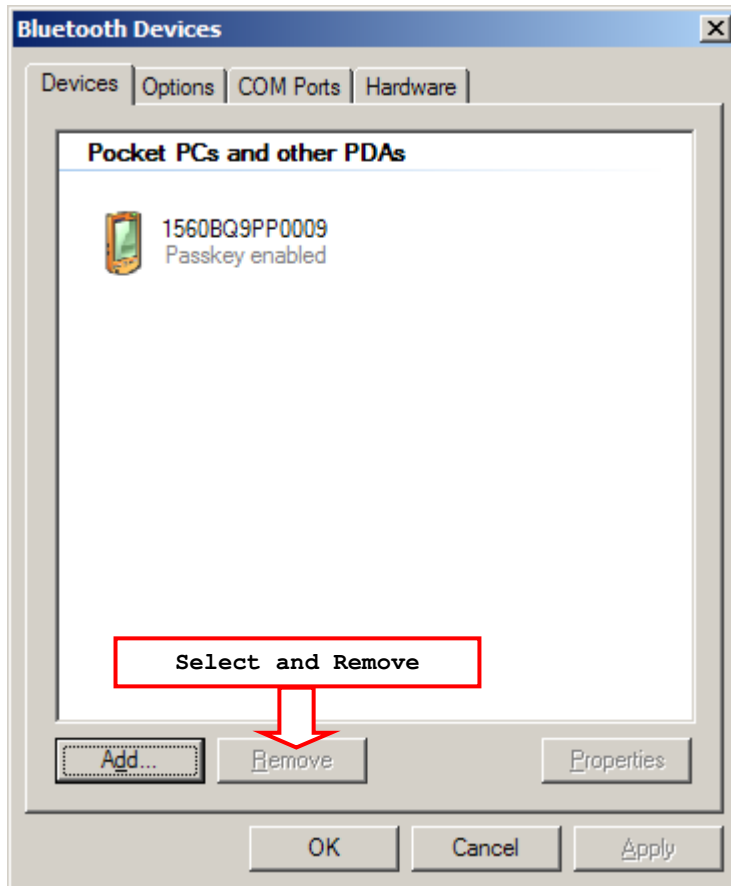 Bluetooth Devices
Devices Options COM Ports Hardware
Pocket PCs and other PDAs
1560BQ9PP0009
Passkey enabled
Select and Remove
Add... Remove Properties
OK Cancel Apply